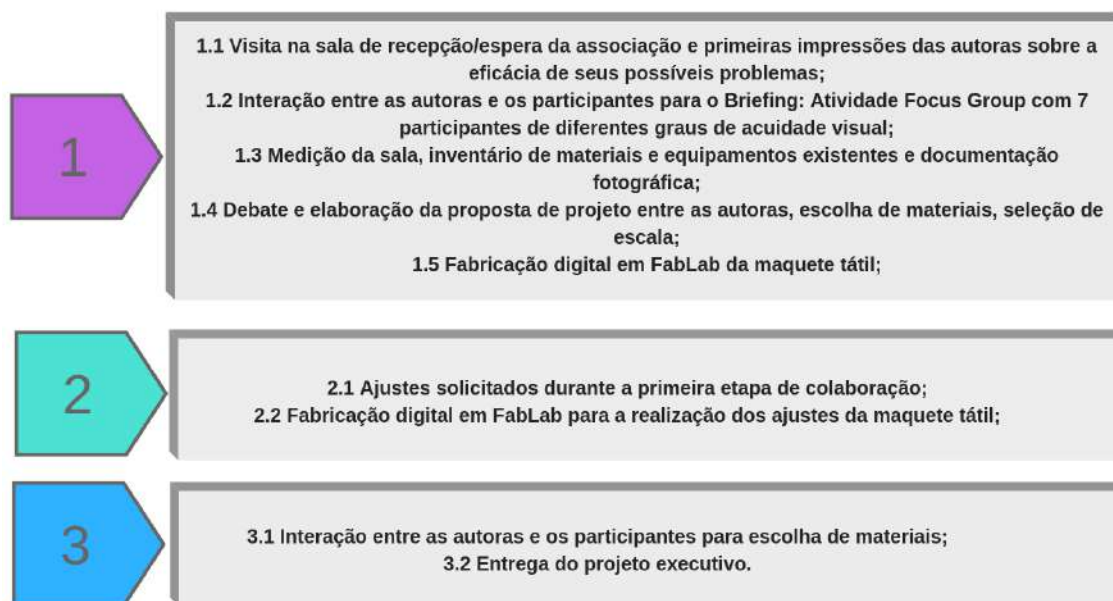 1
1.1 Visita na sala de recepção/espera da associação e primeiras impressões das autoras sobre a
eficácia de seus possíveis problemas;
1.2 Interação entre as autoras e os participantes para o Briefing: Atividade Focus Group com 7
participantes de diferentes graus de acuidade visual;
1.3 Medição da sala, inventário de materiais e equipamentos existentes e documentação
fotográfica;
1.4 Debate e elaboração da proposta de projeto entre as autoras, escolha de materiais, seleção de
escala;
1.5 Fabricação digital em FabLab da maquete tátil;
2
2.1 Ajustes solicitados durante a primeira etapa de colaboração;
2.2 Fabricação digital em FabLab para a realização dos ajustes da maquete tátil;
3
3.1 Interação entre as autoras e os participantes para escolha de materiais;
3.2 Entrega do projeto executivo.